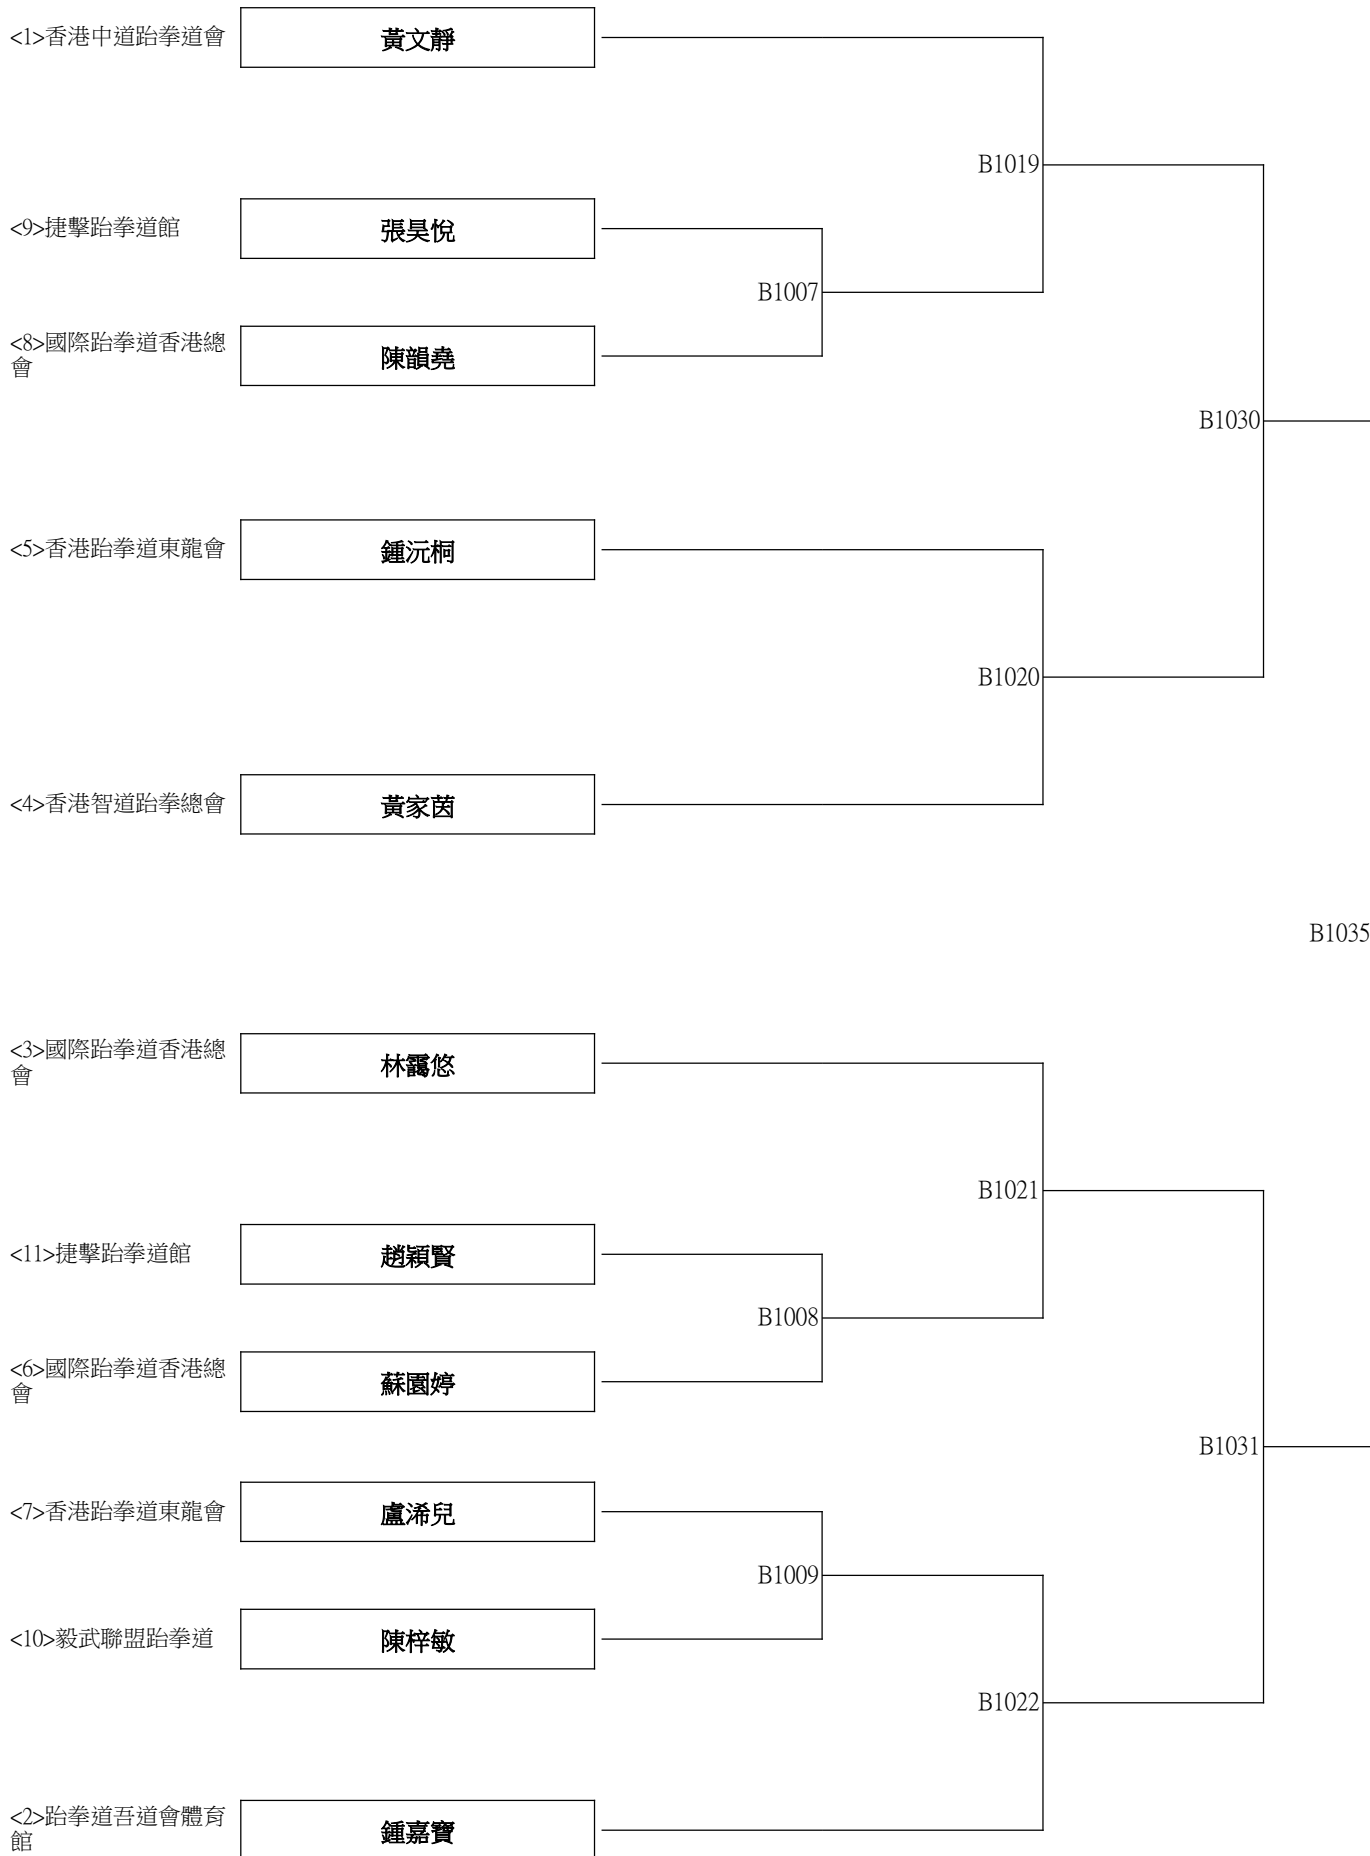 <1>香港中道跆拳道會
黃文靜
B1019
<9>捷擊跆拳道館
張昊悅
B1007
<8>國際跆拳道香港總
會
陳韻堯
B1030
<5>香港跆拳道東龍會
鍾沅桐
B1020
<4>香港智道跆拳總會
黃家茵
B1035
<3>國際跆拳道香港總
會
林靄悠
B1021
<11>捷擊跆拳道館
趙穎賢
B1008
<6>國際跆拳道香港總
會
蘇園婷
B1031
<7>香港跆拳道東龍會
盧浠兒
B1009
<10>毅武聯盟跆拳道
陳梓敏
B1022
<2>跆拳道吾道會體育
館
鍾嘉寶